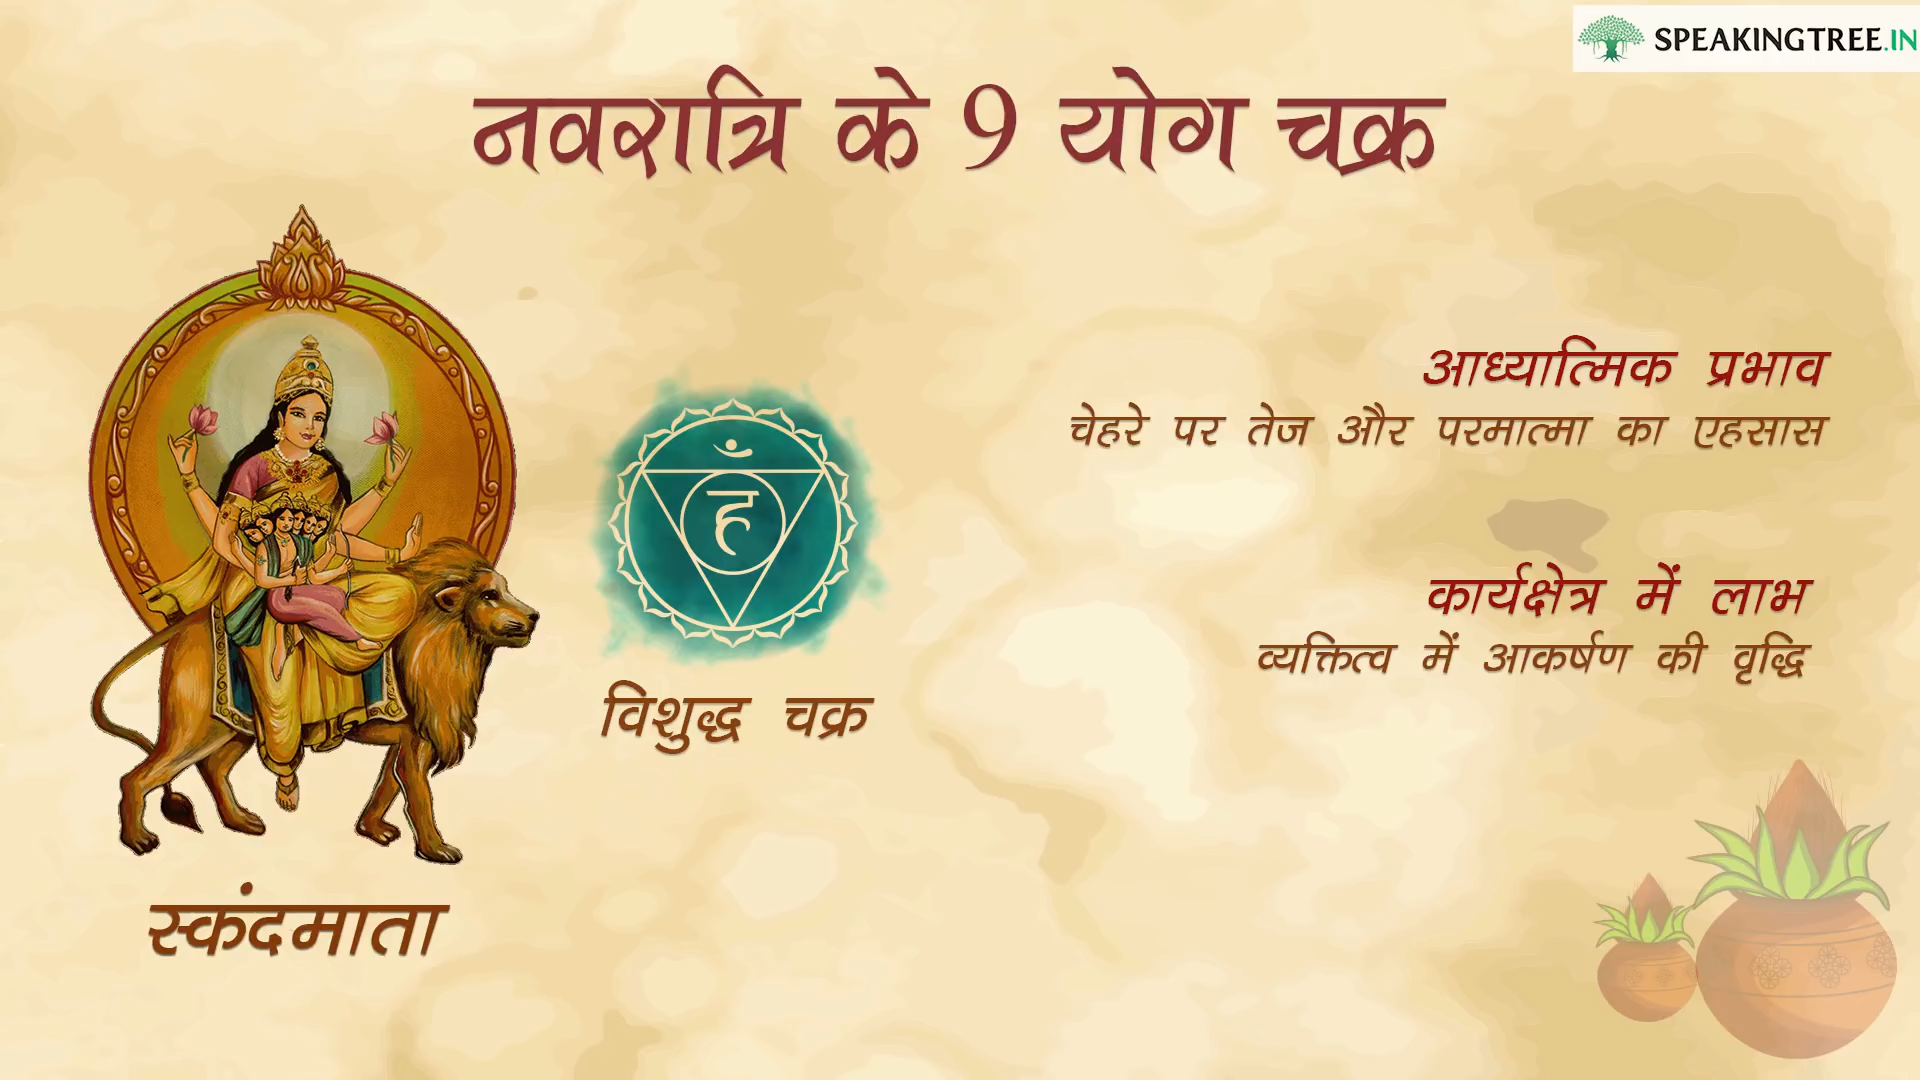 SPEAKINGTREE.IN
नवरात्रि के 9 योग चक्र
आध्यात्मिक प्रभाव
चेहरे पर तेज और परमात्मा का एहसास
हँ
कार्यक्षेत्र में लाभ
व्यक्तित्व में आकर्षण की वृद्धि
विशुद्ध चक्र
स्कंदमाता